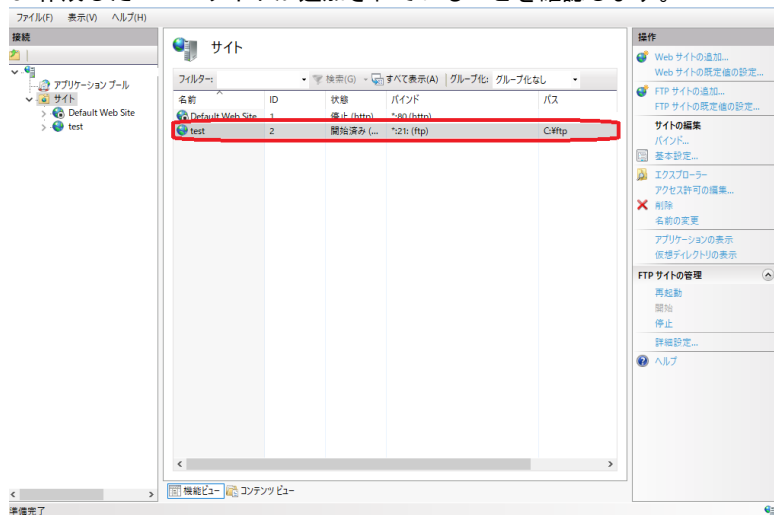 ファイル(F) 表示(V) ヘルプ(H)
接続
アプリケーション プール
サイト
Default Web Site
test
サイト
フィルター: 検索(G) すべて表示(A) グループ化: グループ化なし
名前 ID 状態 バインド パス
Default Web Site 1 停止 (http) *:80 (http)
test 2 開始済み (... *:21: (ftp) C:¥ftp
機能ビュー コンテンツ ビュー
操作
Web サイトの追加...
Web サイトの既定値の設定...
FTP サイトの追加...
FTP サイトの既定値の設定...
サイトの編集
バインド...
基本設定...
エクスプローラー
アクセス許可の編集...
削除
名前の変更
アプリケーションの表示
仮想ディレクトリの表示
FTP サイトの管理
再起動
開始
停止
詳細設定...
ヘルプ
準備完了